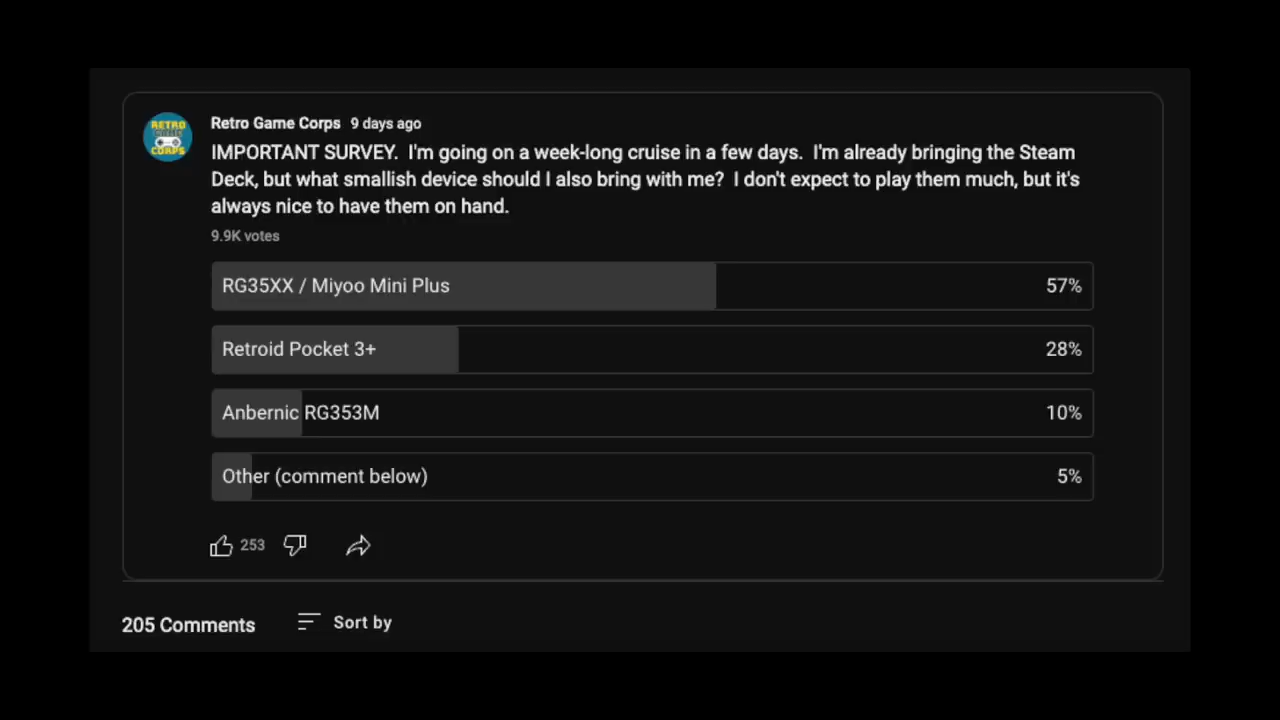 RETRO
GAME
CORPS
Retro Game Corps 9 days ago
IMPORTANT SURVEY.  I'm going on a week-long cruise in a few days.  I'm already bringing the Steam
Deck, but what smallish device should I also bring with me?  I don't expect to play them much, but it's
always nice to have them on hand.
9.9K votes
RG35XX / Miyoo Mini Plus 57%
Retroid Pocket 3+ 28%
Anbernic RG353M 10%
Other (comment below) 5%
253
205 Comments Sort by